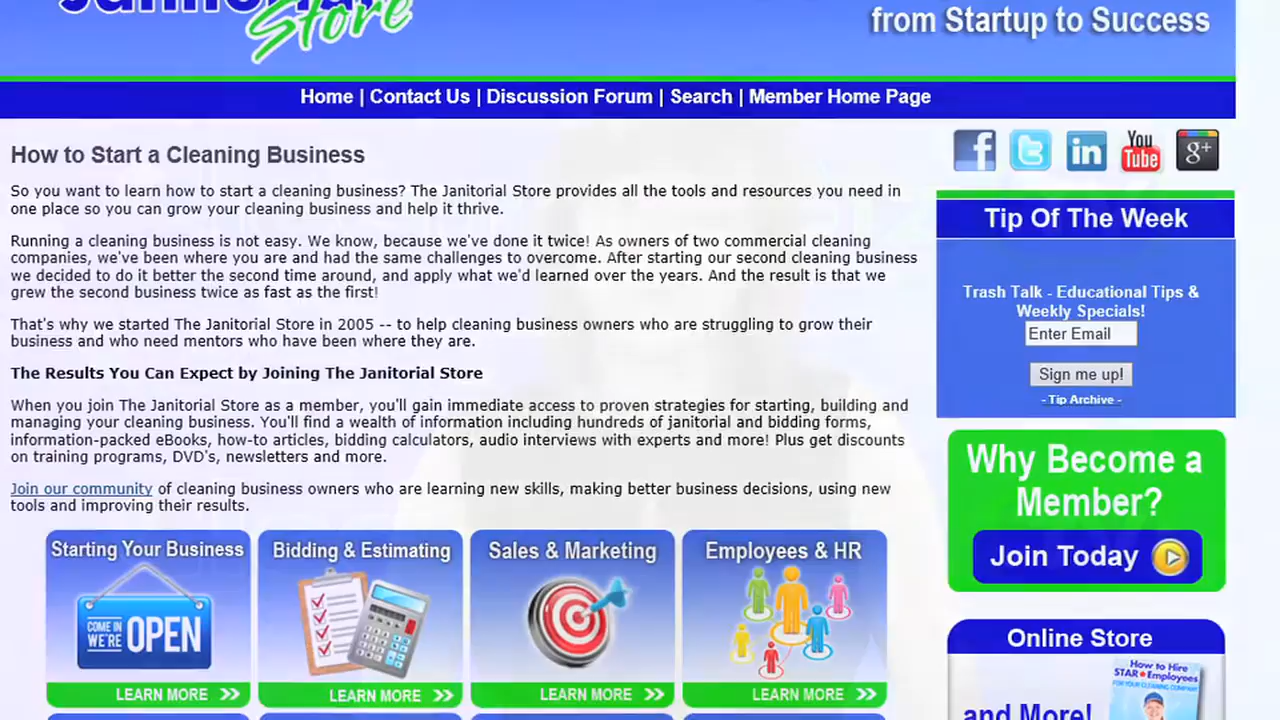 Janitorial
Store
from Startup to Success
Home | Contact Us | Discussion Forum | Search | Member Home Page
How to Start a Cleaning Business
So you want to learn how to start a cleaning business? The Janitorial Store provides all the tools and resources you need in
one place so you can grow your cleaning business and help it thrive.
Running a cleaning business is not easy. We know, because we've done it twice! As owners of two commercial cleaning
companies, we've been where you are and had the same challenges to overcome. After starting our second cleaning business
we decided to do it better the second time around, and apply what we'd learned over the years. And the result is that we
grew the second business twice as fast as the first!
That's why we started The Janitorial Store in 2005 -- to help cleaning business owners who are struggling to grow their
business and who need mentors who have been where they are.
The Results You Can Expect by Joining The Janitorial Store
When you join The Janitorial Store as a member, you'll gain immediate access to proven strategies for starting, building and
managing your cleaning business. You'll find a wealth of information including hundreds of janitorial and bidding forms,
information-packed eBooks, how-to articles, bidding calculators, audio interviews with experts and more! Plus get discounts
on training programs, DVD's, newsletters and more.
Join our community of cleaning business owners who are learning new skills, making better business decisions, using new
tools and improving their results.
Starting Your Business
COME IN
WE'RE OPEN
LEARN MORE
Bidding & Estimating
LEARN MORE
Sales & Marketing
LEARN MORE
Employees & HR
LEARN MORE
f
t
in
You
Tube
g+
Tip Of The Week
Trash Talk - Educational Tips &
Weekly Specials!
Enter Email
Sign me up!
- Tip Archive -
Why Become a
Member?
Join Today
Online Store
How to Hire
STAR Employees
FOR YOUR CLEANING COMPANY
and More!